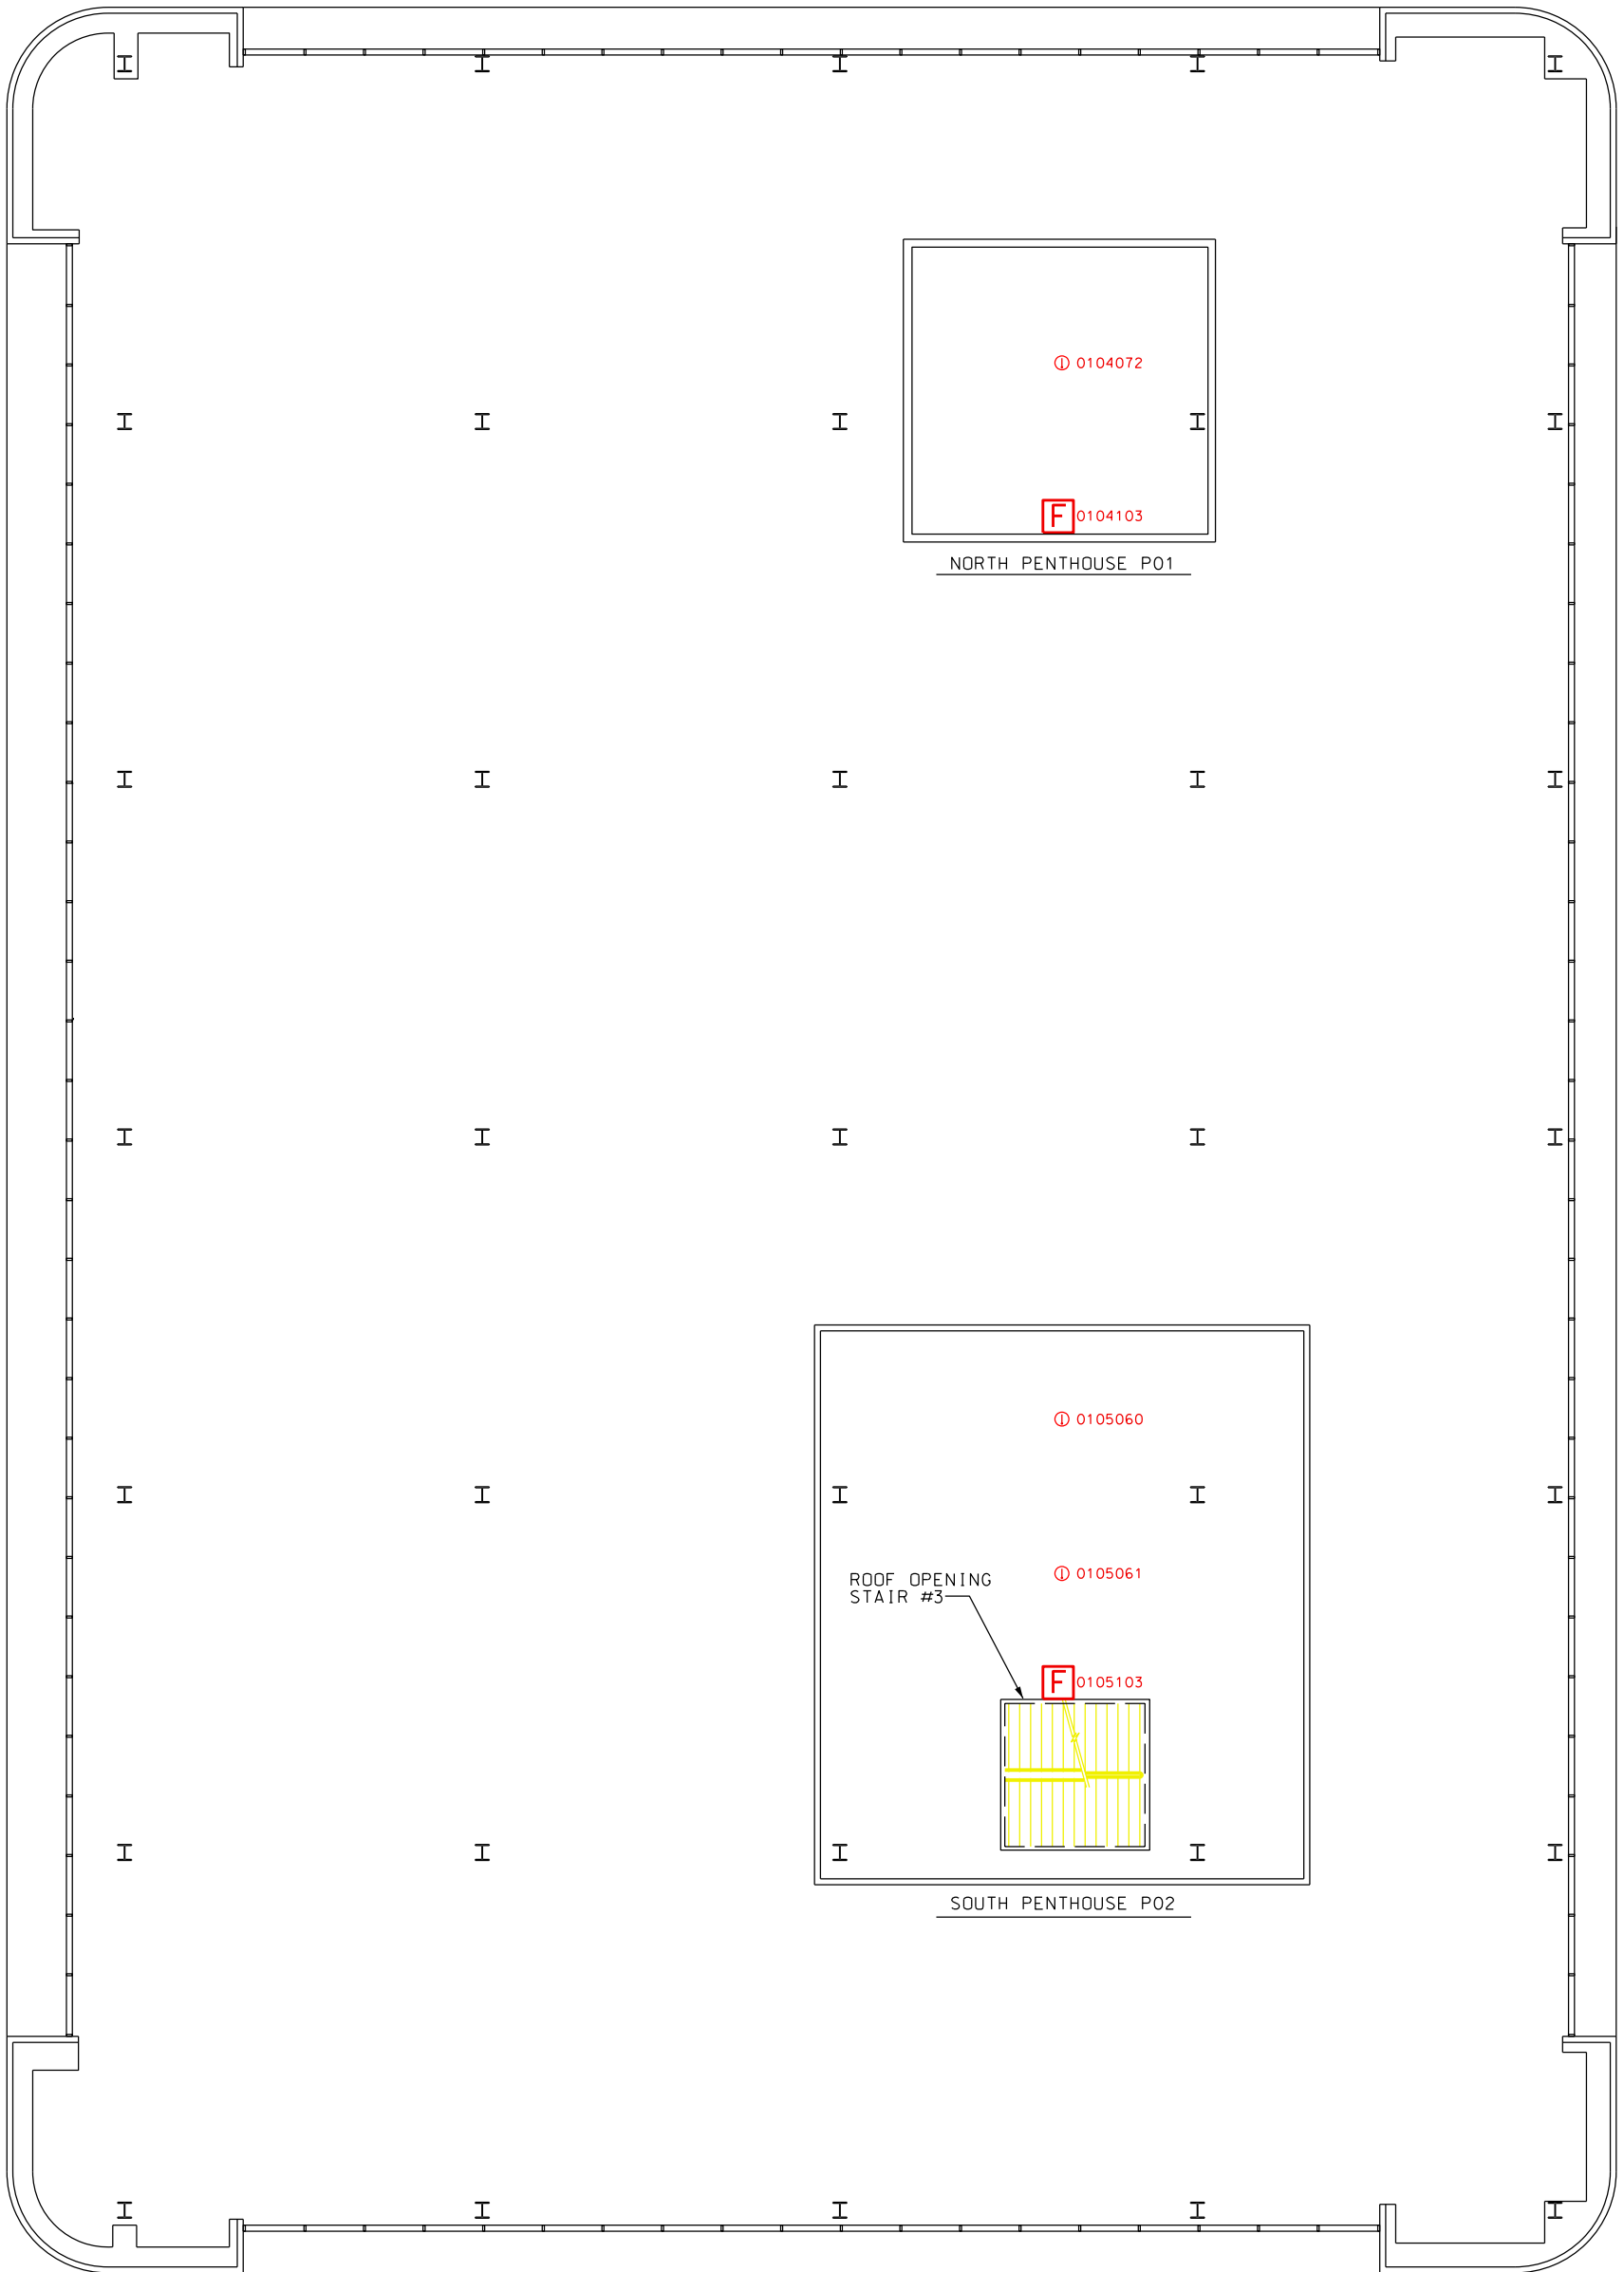 0104072
F 0104103
NORTH PENTHOUSE P01
0105060
0105061
ROOF OPENING
STAIR #3
F 0105103
SOUTH PENTHOUSE P02